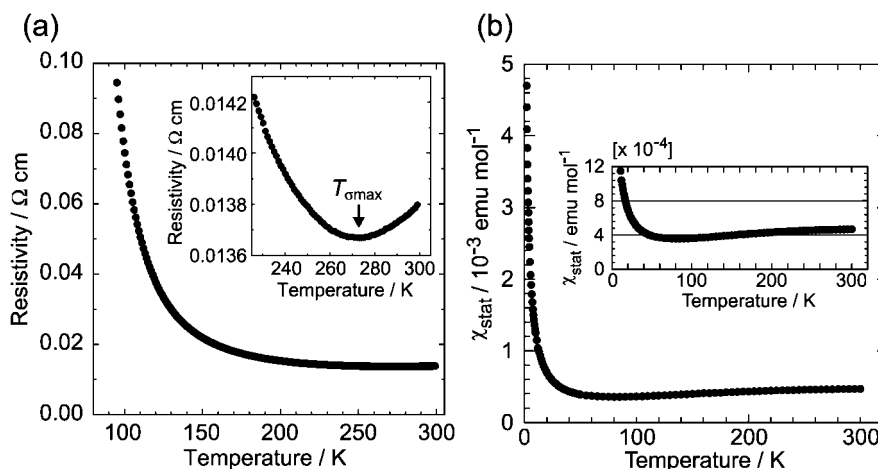 (a)
0.10
0.08
0.06
0.04
0.02
0.00
Resistivity / Ω cm
100 150 200 250 300
Temperature / K
0.0142
0.0140
0.0138
0.0136
Resistivity / Ω cm
Tσmax
240 260 280 300
Temperature / K
(b)
5
4
3
2
1
0
χstat / 10⁻³ emu mol⁻¹
0 100 200 300
Temperature / K
[x 10⁻⁴]
12
8
4
0
χstat / emu mol⁻¹
0 100 200 300
Temperature / K